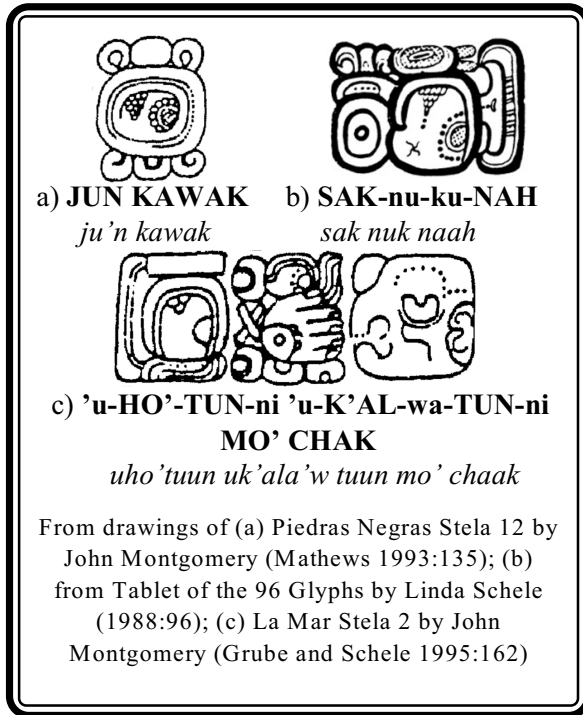 a) JUN KAWAK b) SAK-nu-ku-NAH
ju’n kawak sak nuk naah
c) ’u-HO’-TUN-ni ’u-K’AL-wa-TUN-ni
MO’ CHAK
uho’tuun uk’ala’w tuun mo’ chaak
From drawings of (a) Piedras Negras Stela 12 by
John Montgomery (Mathews 1993:135); (b)
from Tablet of the 96 Glyphs by Linda Schele
(1988:96); (c) La Mar Stela 2 by John
Montgomery (Grube and Schele 1995:162)